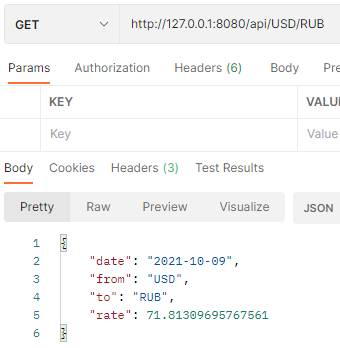 GET http://127.0.0.1:8080/api/USD/RUB
Params Authorization Headers (6) Body Pre
KEY VALUE
Key Value
Body Cookies Headers (3) Test Results
Pretty Raw Preview Visualize JSON
1 {
2 "date": "2021-10-09",
3 "from": "USD",
4 "to": "RUB",
5 "rate": 71.81309695767561
6 }